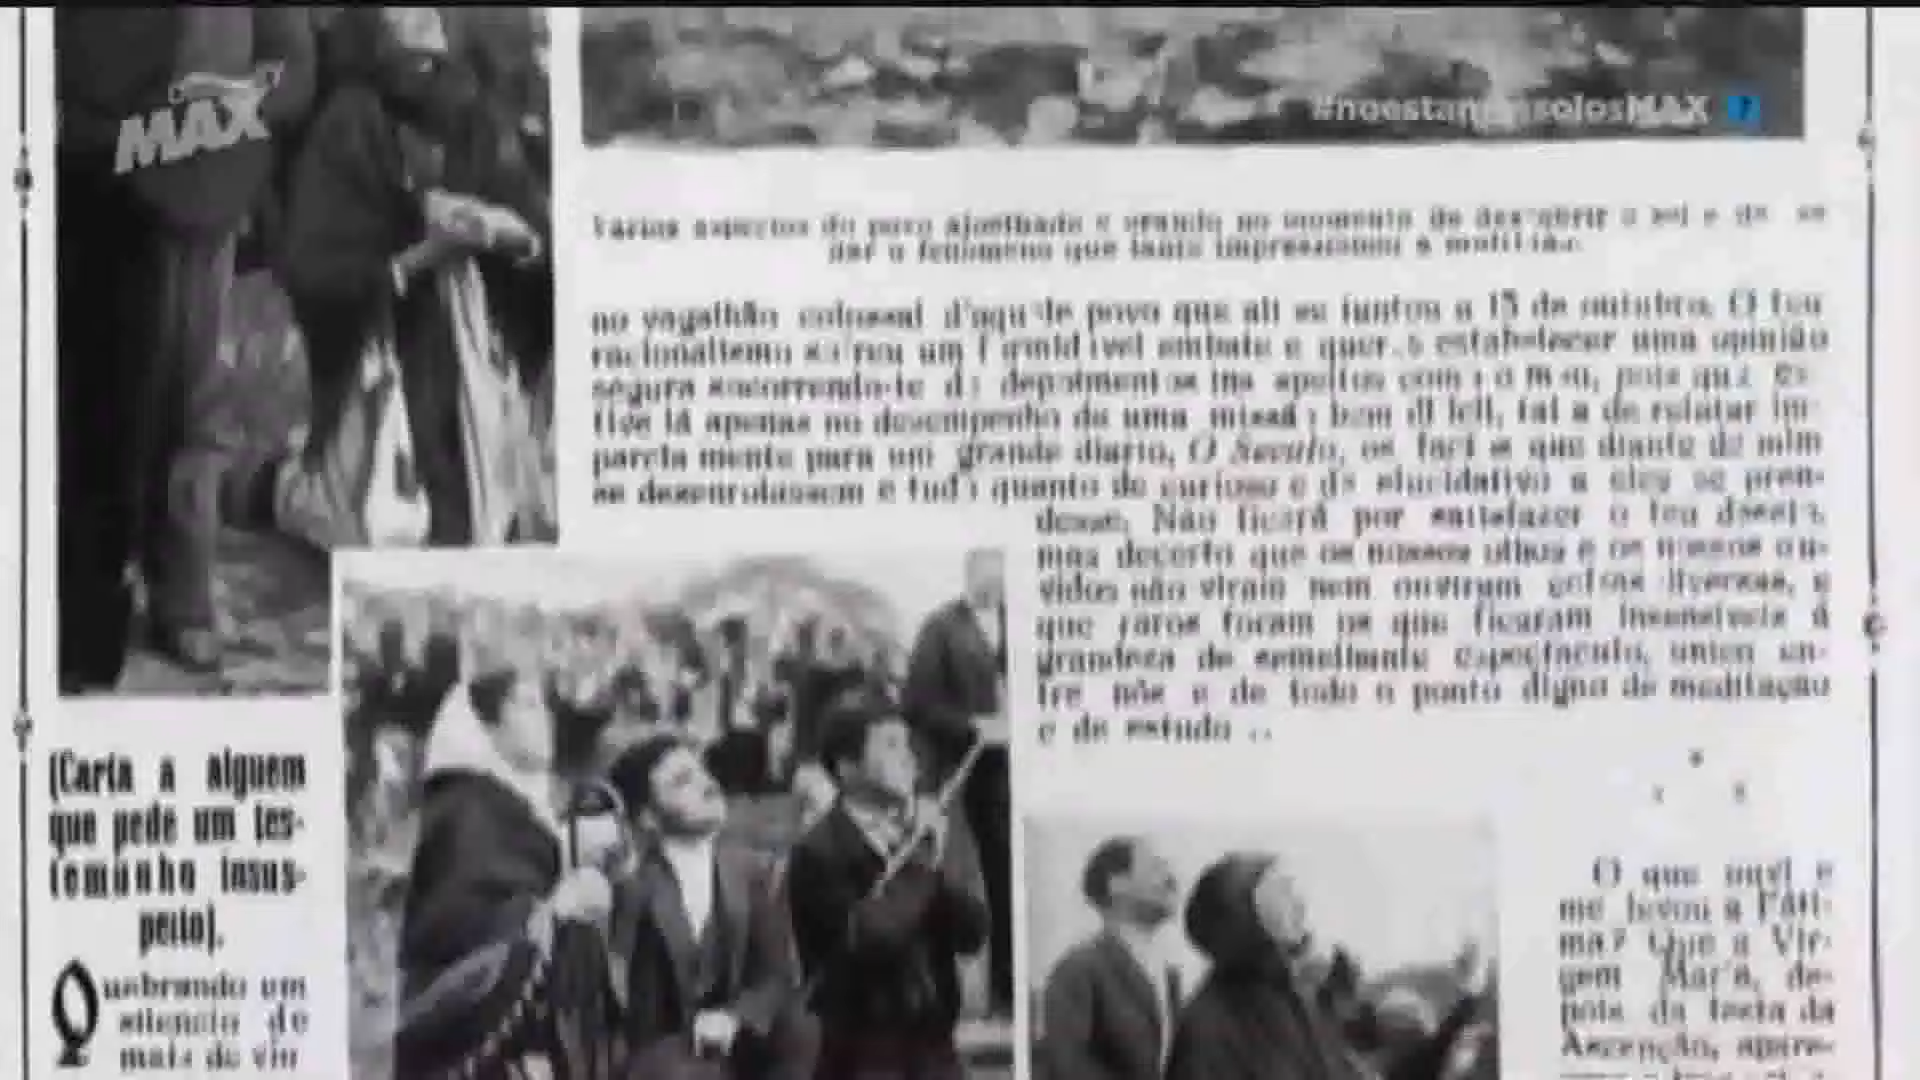 MAX
#noestamossolosMAX
Varios aspectos do povo ajoelhado e orando no momento de descobrir o sol e de se
dar o fenomeno que tanto impressionou a multidão.
no vagalhão colossal d'aquele povo que ali se juntou a 13 de outubro. O teu
racionalismo sofreu um formidavel embate e queres estabelecer uma opinião
segura socorrendo-te de depoimentos insuspeitos como o meu, pois que es-
tive lá apenas no desempenho de uma missão bem dificil, tal a de relatar im-
parcialmente para um grande diario, O Seculo, os factos que diante de mim
se desenrolassem e tudo quanto de curioso e de elucidativo a eles se pren-
desse. Não ficará por satisfazer o teu desejo,
mas decerto que os nossos olhos e os nossos ou-
vidos não viram nem ouviram coisas diversas, e
que raros foram os que ficaram insensiveis á
grandeza de semelhante espectaculo, unico en-
tre nós e de todo o ponto digno de meditação
e de estudo ..
(Carta a alguem
que pede um tes-
temunho insus-
peito).
Quebrando um
silencio de
mais de vin
O que ouvi e
me levou a Fáti-
ma? Que a Vir-
gem Maria, de-
pois da festa da
Ascenção, apare-